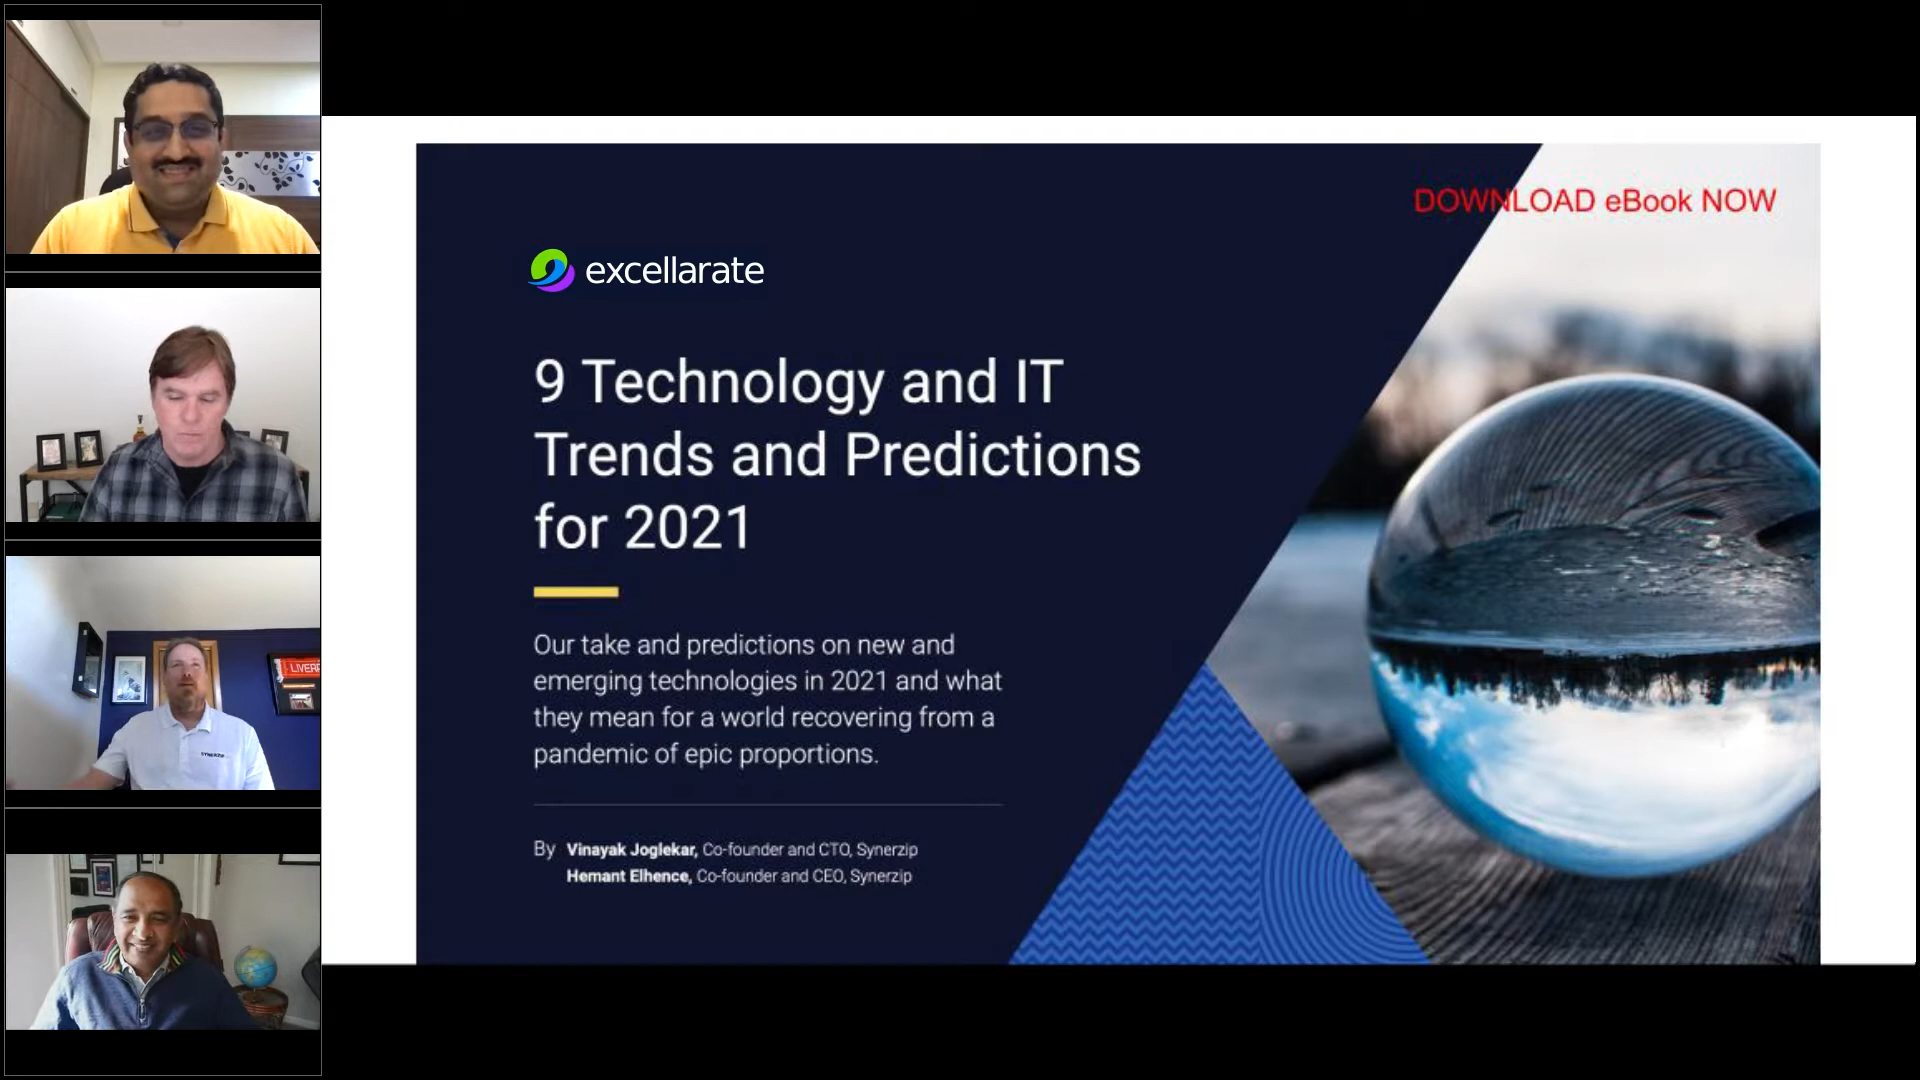 DOWNLOAD eBook NOW
excellarate
9 Technology and IT
Trends and Predictions
for 2021
Our take and predictions on new and
emerging technologies in 2021 and what
they mean for a world recovering from a
pandemic of epic proportions.
By Vinayak Joglekar, Co-founder and CTO, Synerzip
Hemant Elhence, Co-founder and CEO, Synerzip
SYNERZIP